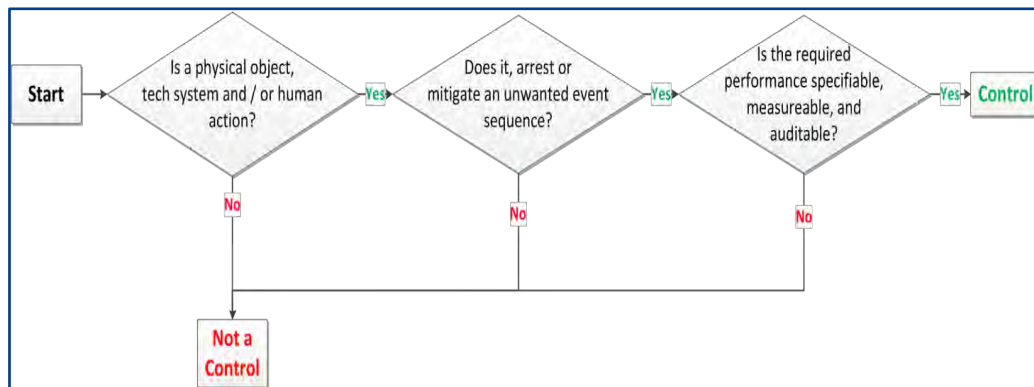 Start
Is a physical object,
tech system and / or human
action?
Yes
Does it, arrest or
mitigate an unwanted event
sequence?
Yes
Is the required
performance specifiable,
measureable, and
auditable?
Yes
Control
No
No
No
Not a
Control